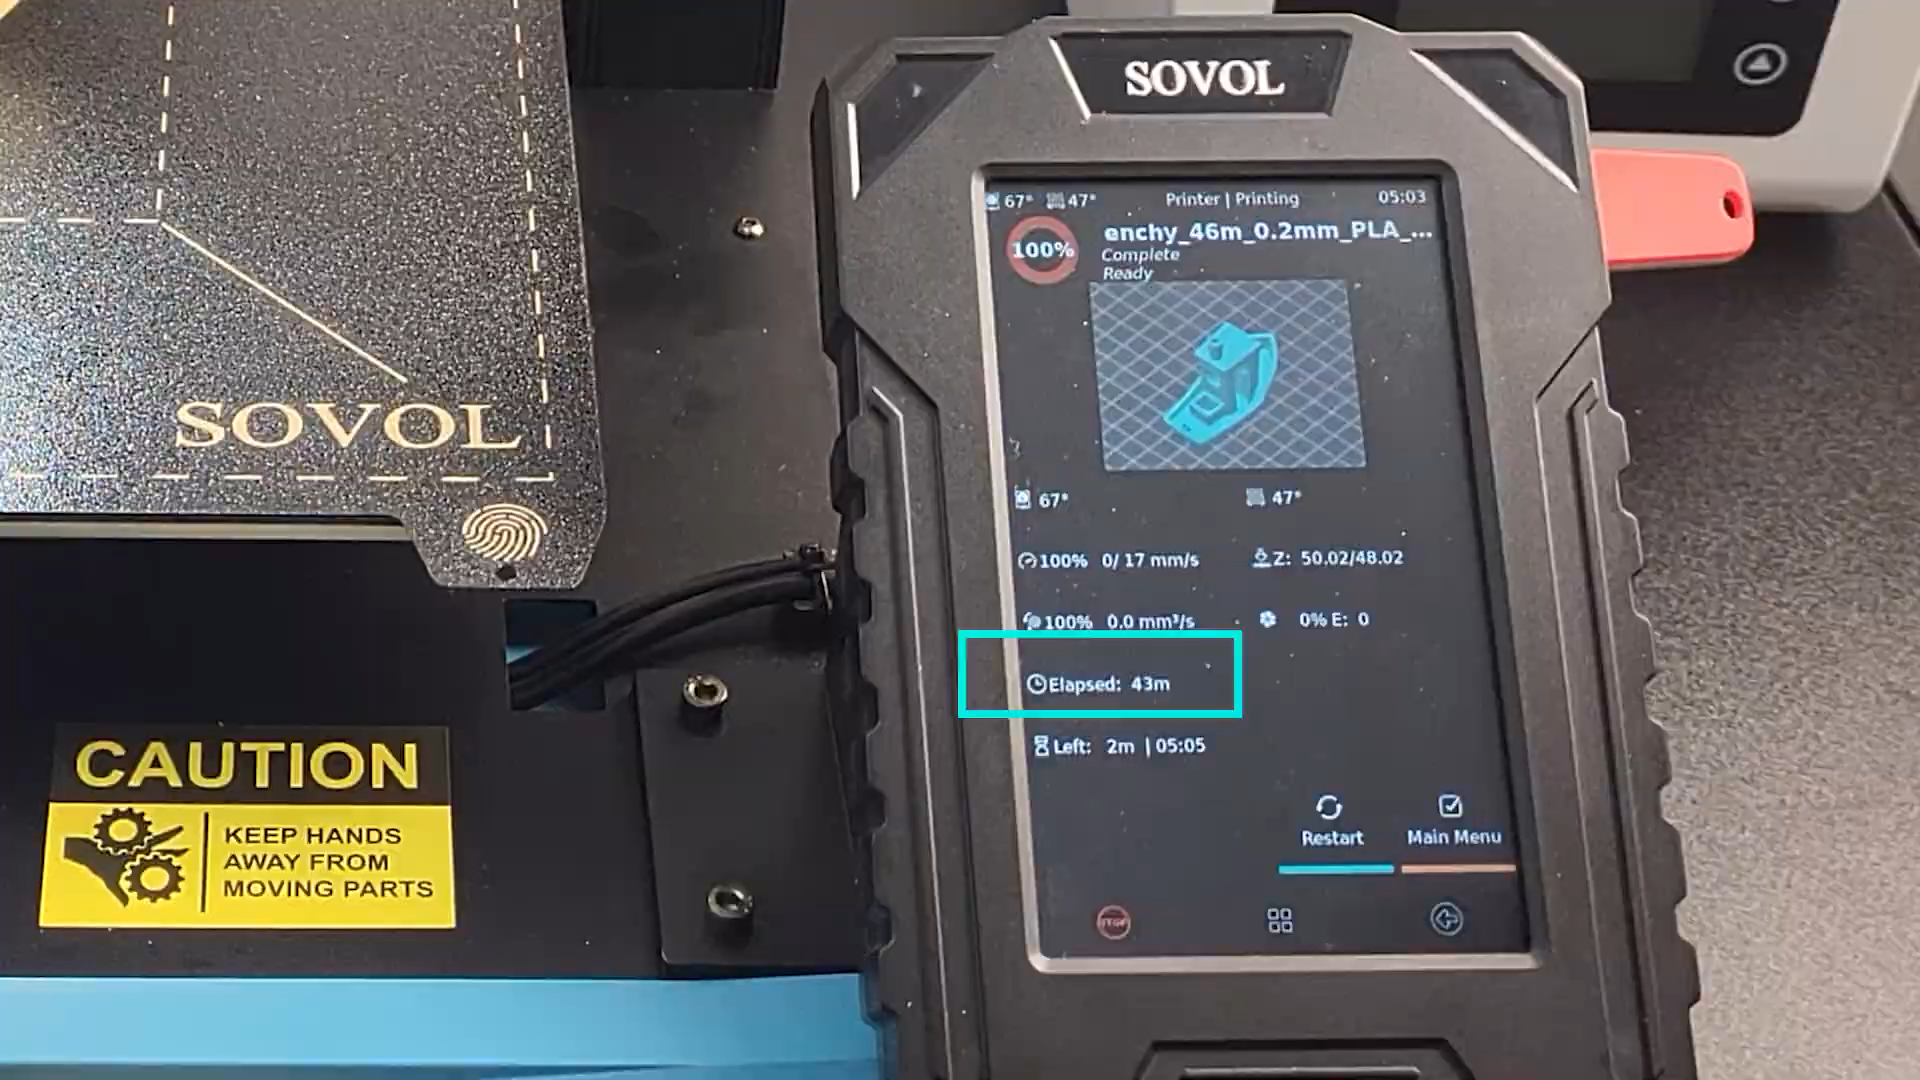 SOVOL
67° 47° Printer | Printing 05:03
100% enchy_46m_0.2mm_PLA_...
Complete
Ready
67° 47°
100% 0/ 17 mm/s Z: 50.02/48.02
100% 0.0 mm³/s 0% E: 0
Elapsed: 43m
Left: 2m | 05:05
Restart Main Menu
STOP
SOVOL
CAUTION
KEEP HANDS
AWAY FROM
MOVING PARTS